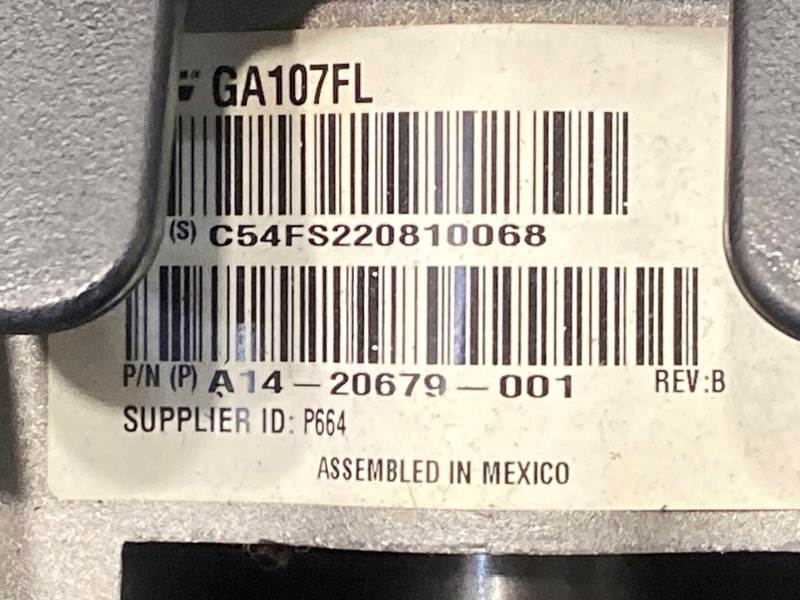 GA107FL
(S) C54FS220810068
P/N (P) A14-20679-001 REV:B
SUPPLIER ID: P664
ASSEMBLED IN MEXICO